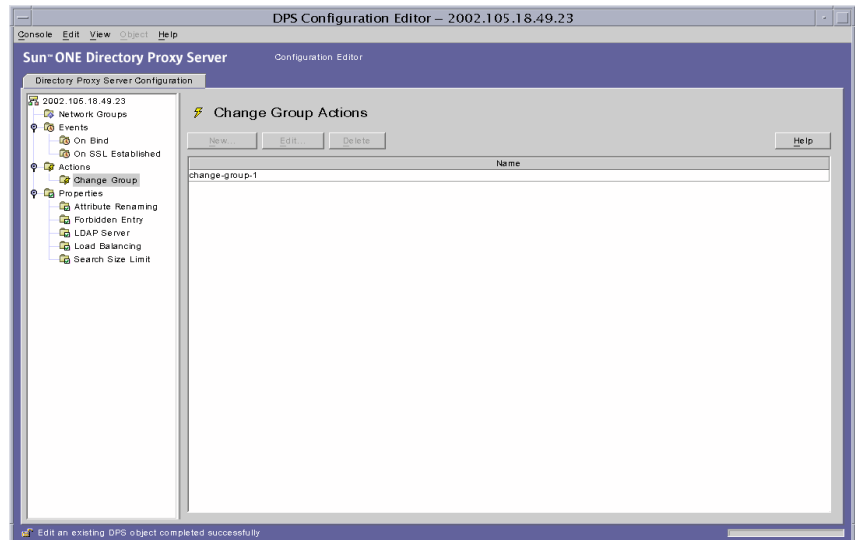 DPS Configuration Editor – 2002.105.18.49.23
Console Edit View Object Help
Sun™ ONE Directory Proxy Server Configuration Editor
Directory Proxy Server Configuration
2002.105.18.49.23
Network Groups
Events
On Bind
On SSL Established
Actions
Change Group
Properties
Attribute Renaming
Forbidden Entry
LDAP Server
Load Balancing
Search Size Limit
Change Group Actions
New... Edit... Delete Help
Name
change-group-1
Edit an existing DPS object completed successfully